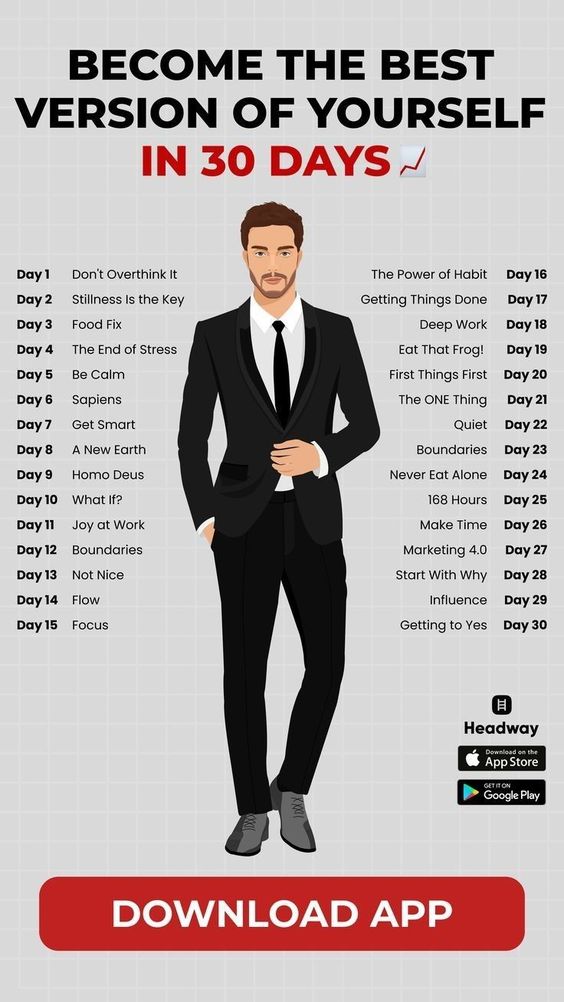 BECOME THE BEST
VERSION OF YOURSELF
IN 30 DAYS
Day 1 Don't Overthink It
Day 2 Stillness Is the Key
Day 3 Food Fix
Day 4 The End of Stress
Day 5 Be Calm
Day 6 Sapiens
Day 7 Get Smart
Day 8 A New Earth
Day 9 Homo Deus
Day 10 What If?
Day 11 Joy at Work
Day 12 Boundaries
Day 13 Not Nice
Day 14 Flow
Day 15 Focus
The Power of Habit Day 16
Getting Things Done Day 17
Deep Work Day 18
Eat That Frog! Day 19
First Things First Day 20
The ONE Thing Day 21
Quiet Day 22
Boundaries Day 23
Never Eat Alone Day 24
168 Hours Day 25
Make Time Day 26
Marketing 4.0 Day 27
Start With Why Day 28
Influence Day 29
Getting to Yes Day 30
Headway
Download on the
App Store
GET IT ON
Google Play
DOWNLOAD APP